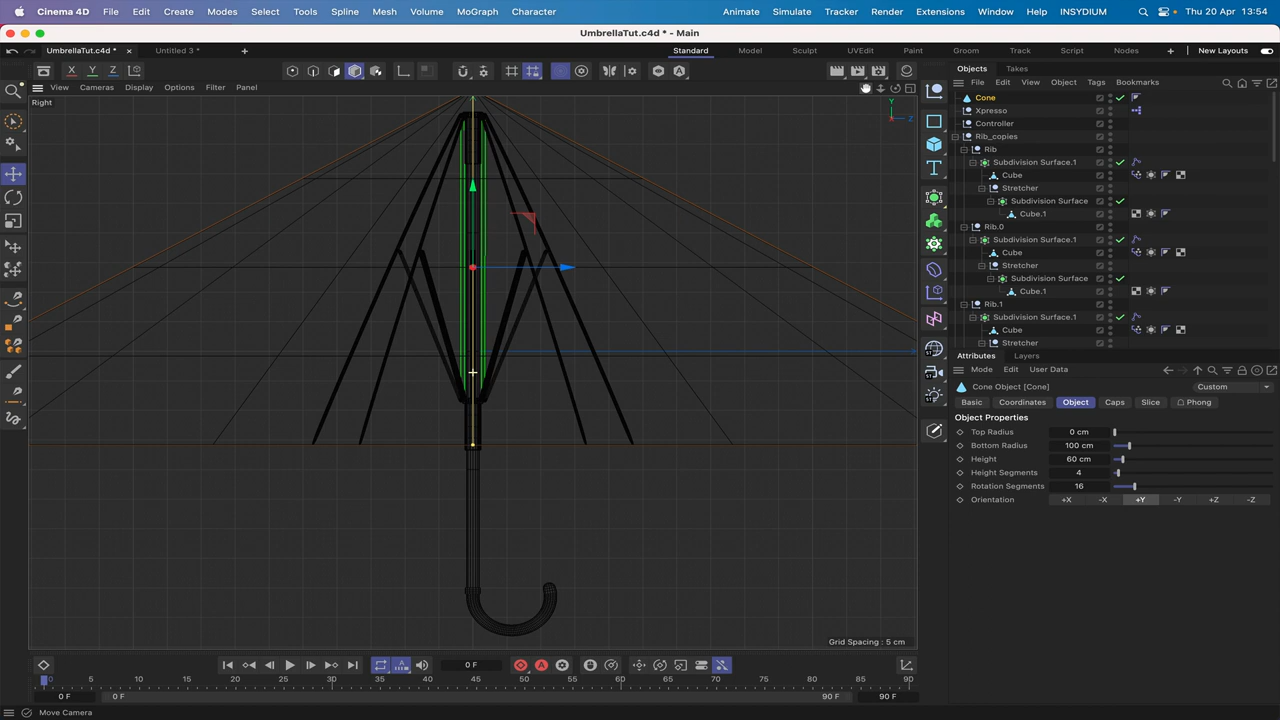 Cinema 4D File Edit Create Modes Select Tools Spline Mesh Volume MoGraph Character Animate Simulate Tracker Render Extensions Window Help INSYDIUM Thu 20 Apr 13:54
UmbrellaTut.c4d * - Main
UmbrellaTut.c4d * Untitled 3 * Standard Model Sculpt UVEdit Paint Groom Track Script Nodes New Layouts
X Y Z Objects Takes
View Cameras Display Options Filter Panel File Edit View Object Tags Bookmarks
Right
Y
Z
Cone
Xpresso
Controller
Rib_copies
Rib
Subdivision Surface.1
Cube
Stretcher
Subdivision Surface
Cube.1
Rib.0
Subdivision Surface.1
Cube
Stretcher
Subdivision Surface
Cube.1
Rib.1
Subdivision Surface.1
Cube
Stretcher
Attributes Layers
Mode Edit User Data
Cone Object [Cone] Custom
Basic Coordinates Object Caps Slice Phong
Object Properties
Top Radius 0 cm
Bottom Radius 100 cm
Height 60 cm
Height Segments 4
Rotation Segments 16
Orientation +X -X +Y -Y +Z -Z
Grid Spacing : 5 cm
0 F
0 5 10 15 20 25 30 35 40 45 50 55 60 65 70 75 80 85 90
0 F 0 F 90 F 90 F
Move Camera